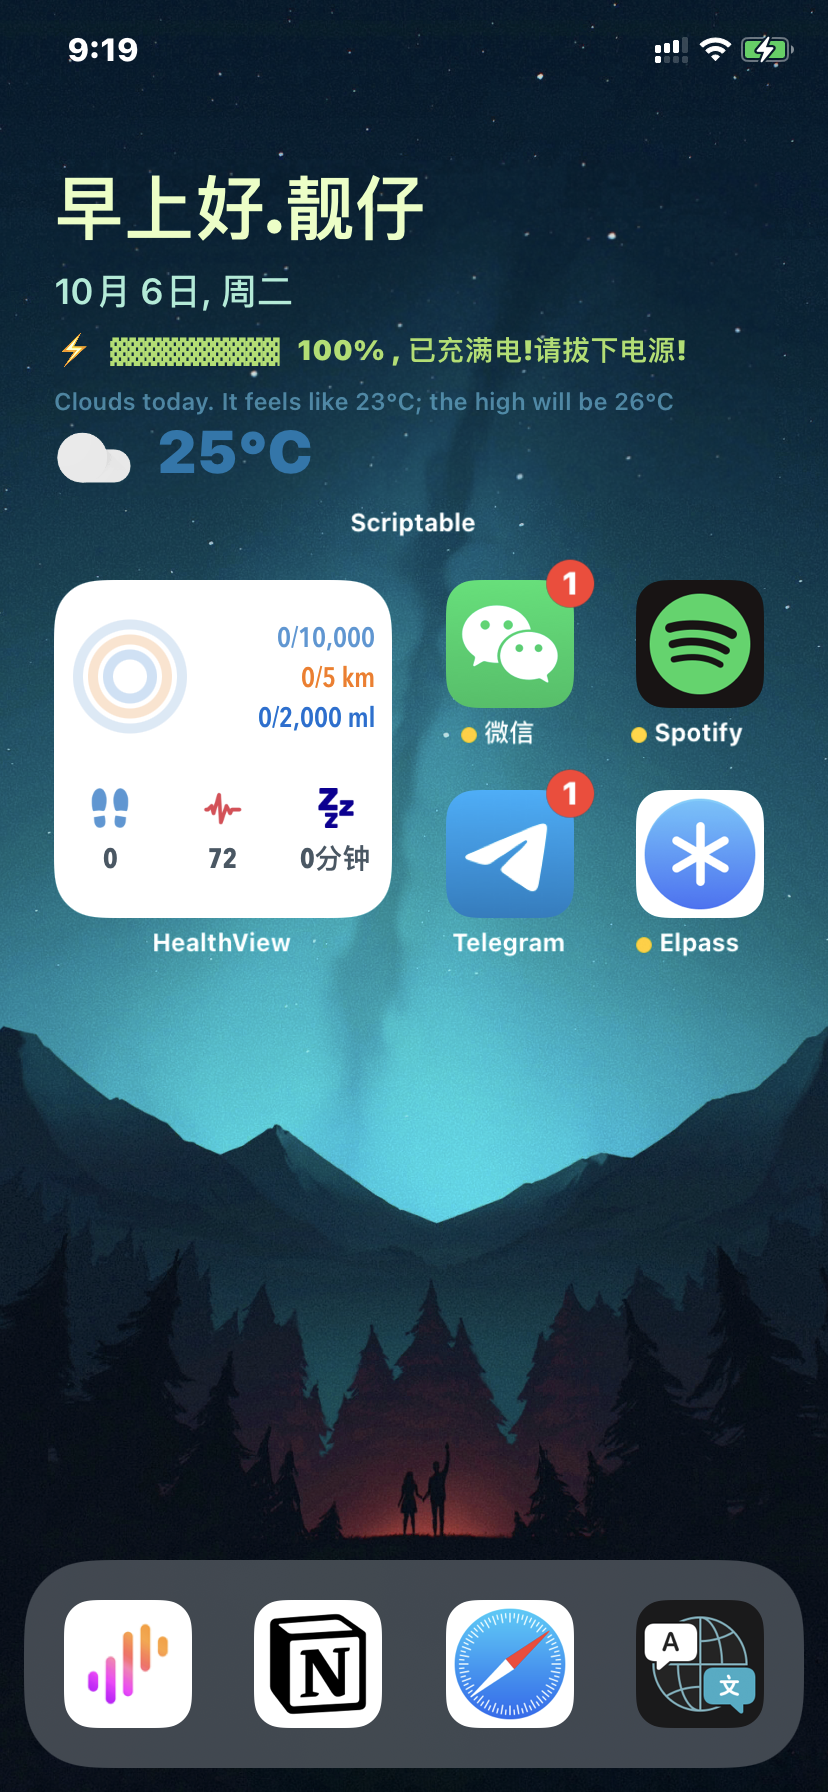 9:19
早上好.靓仔
10月 6日, 周二
⚡ ▓▓▓▓▓▓▓▓▓▓ 100% , 已充满电!请拔下电源!
Clouds today. It feels like 23°C; the high will be 26°C
25°C
Scriptable
0/10,000
0/5 km
0/2,000 ml
0
72
0分钟
HealthView
1
微信
Spotify
1
Telegram
Elpass
N
A
文